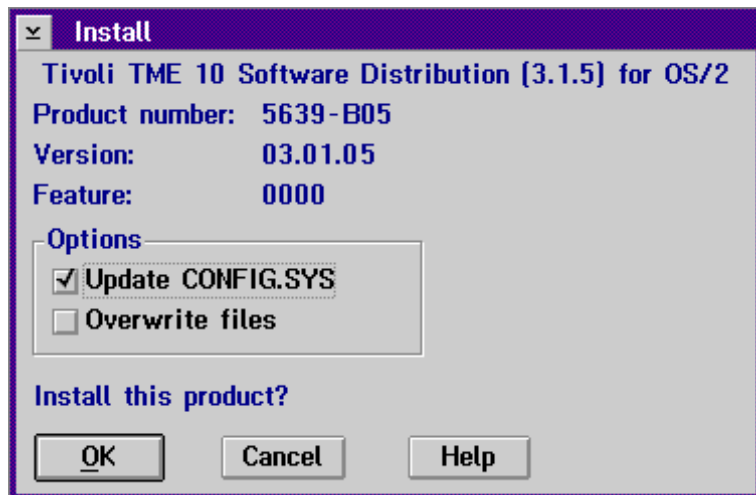 Install
Tivoli TME 10 Software Distribution (3.1.5) for OS/2
Product number: 5639-B05
Version: 03.01.05
Feature: 0000
Options
Update CONFIG.SYS
Overwrite files
Install this product?
OK Cancel Help